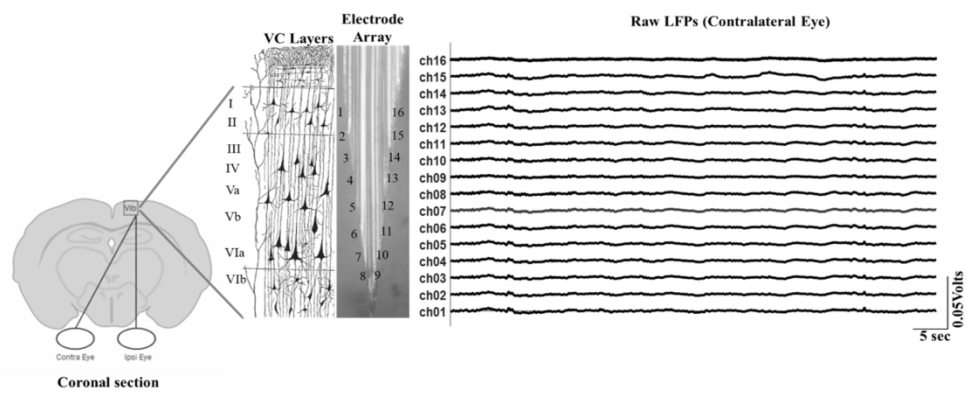 Electrode
Array
VC Layers
Raw LFPs (Contralateral Eye)
I
II
III
IV
Va
Vb
VIa
VIb
1
2
3
4
5
6
7
8
9
10
11
12
13
14
15
16
ch16
ch15
ch14
ch13
ch12
ch11
ch10
ch09
ch08
ch07
ch06
ch05
ch04
ch03
ch02
ch01
0.05Volts
5 sec
Contra Eye
Ipsi Eye
Coronal section